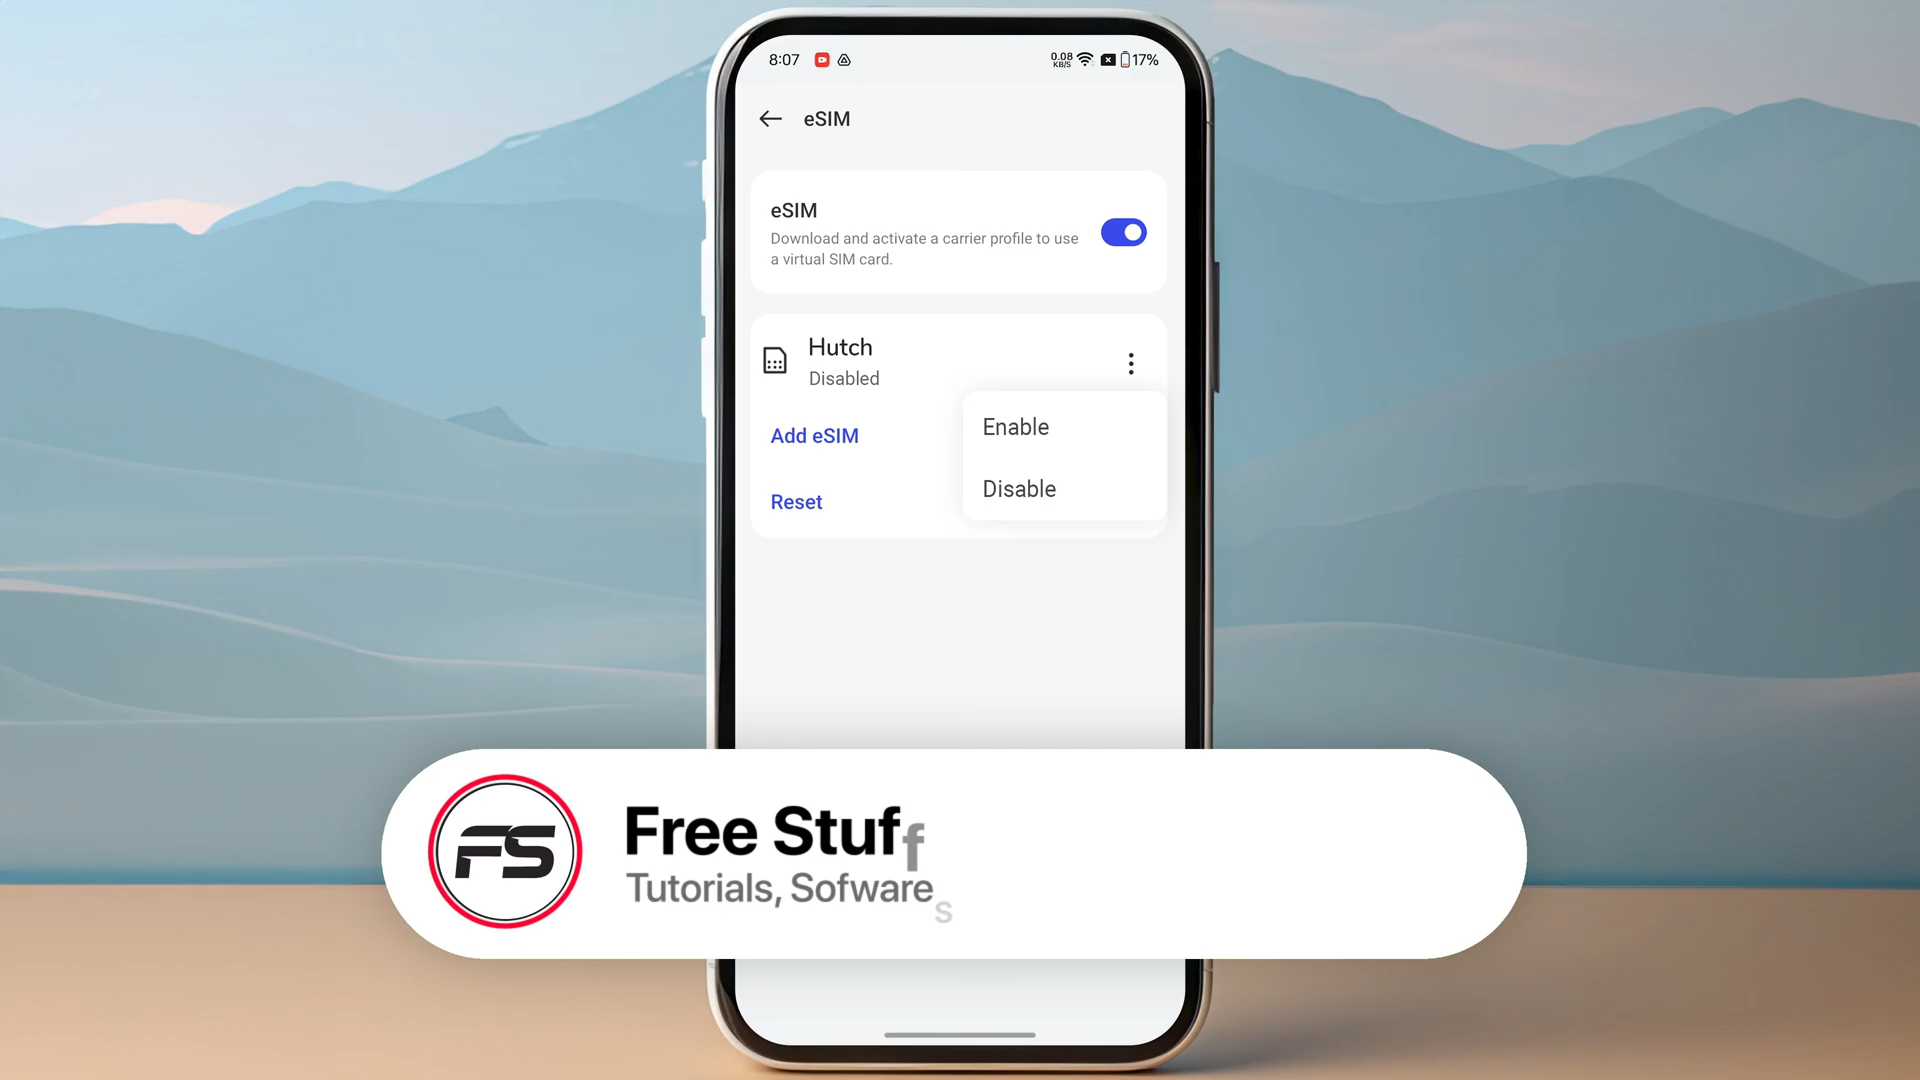 8:07
0.08
KB/S
17%
eSIM
eSIM
Download and activate a carrier profile to use
a virtual SIM card.
Hutch
Disabled
Enable
Add eSIM
Disable
Reset
FS
Free Stuff
Tutorials, Sofwares